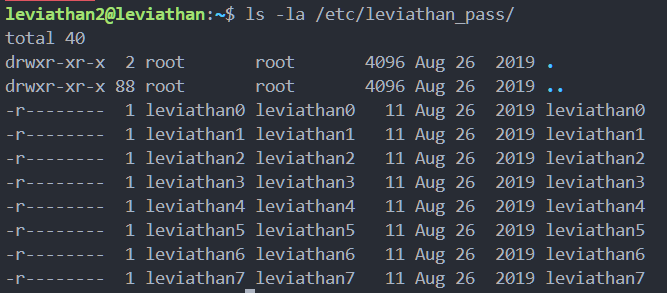 leviathan2@leviathan:~$ ls -la /etc/leviathan_pass/
total 40
drwxr-xr-x  2 root       root       4096 Aug 26  2019 .
drwxr-xr-x 88 root       root       4096 Aug 26  2019 ..
-r--------  1 leviathan0 leviathan0   11 Aug 26  2019 leviathan0
-r--------  1 leviathan1 leviathan1   11 Aug 26  2019 leviathan1
-r--------  1 leviathan2 leviathan2   11 Aug 26  2019 leviathan2
-r--------  1 leviathan3 leviathan3   11 Aug 26  2019 leviathan3
-r--------  1 leviathan4 leviathan4   11 Aug 26  2019 leviathan4
-r--------  1 leviathan5 leviathan5   11 Aug 26  2019 leviathan5
-r--------  1 leviathan6 leviathan6   11 Aug 26  2019 leviathan6
-r--------  1 leviathan7 leviathan7   11 Aug 26  2019 leviathan7